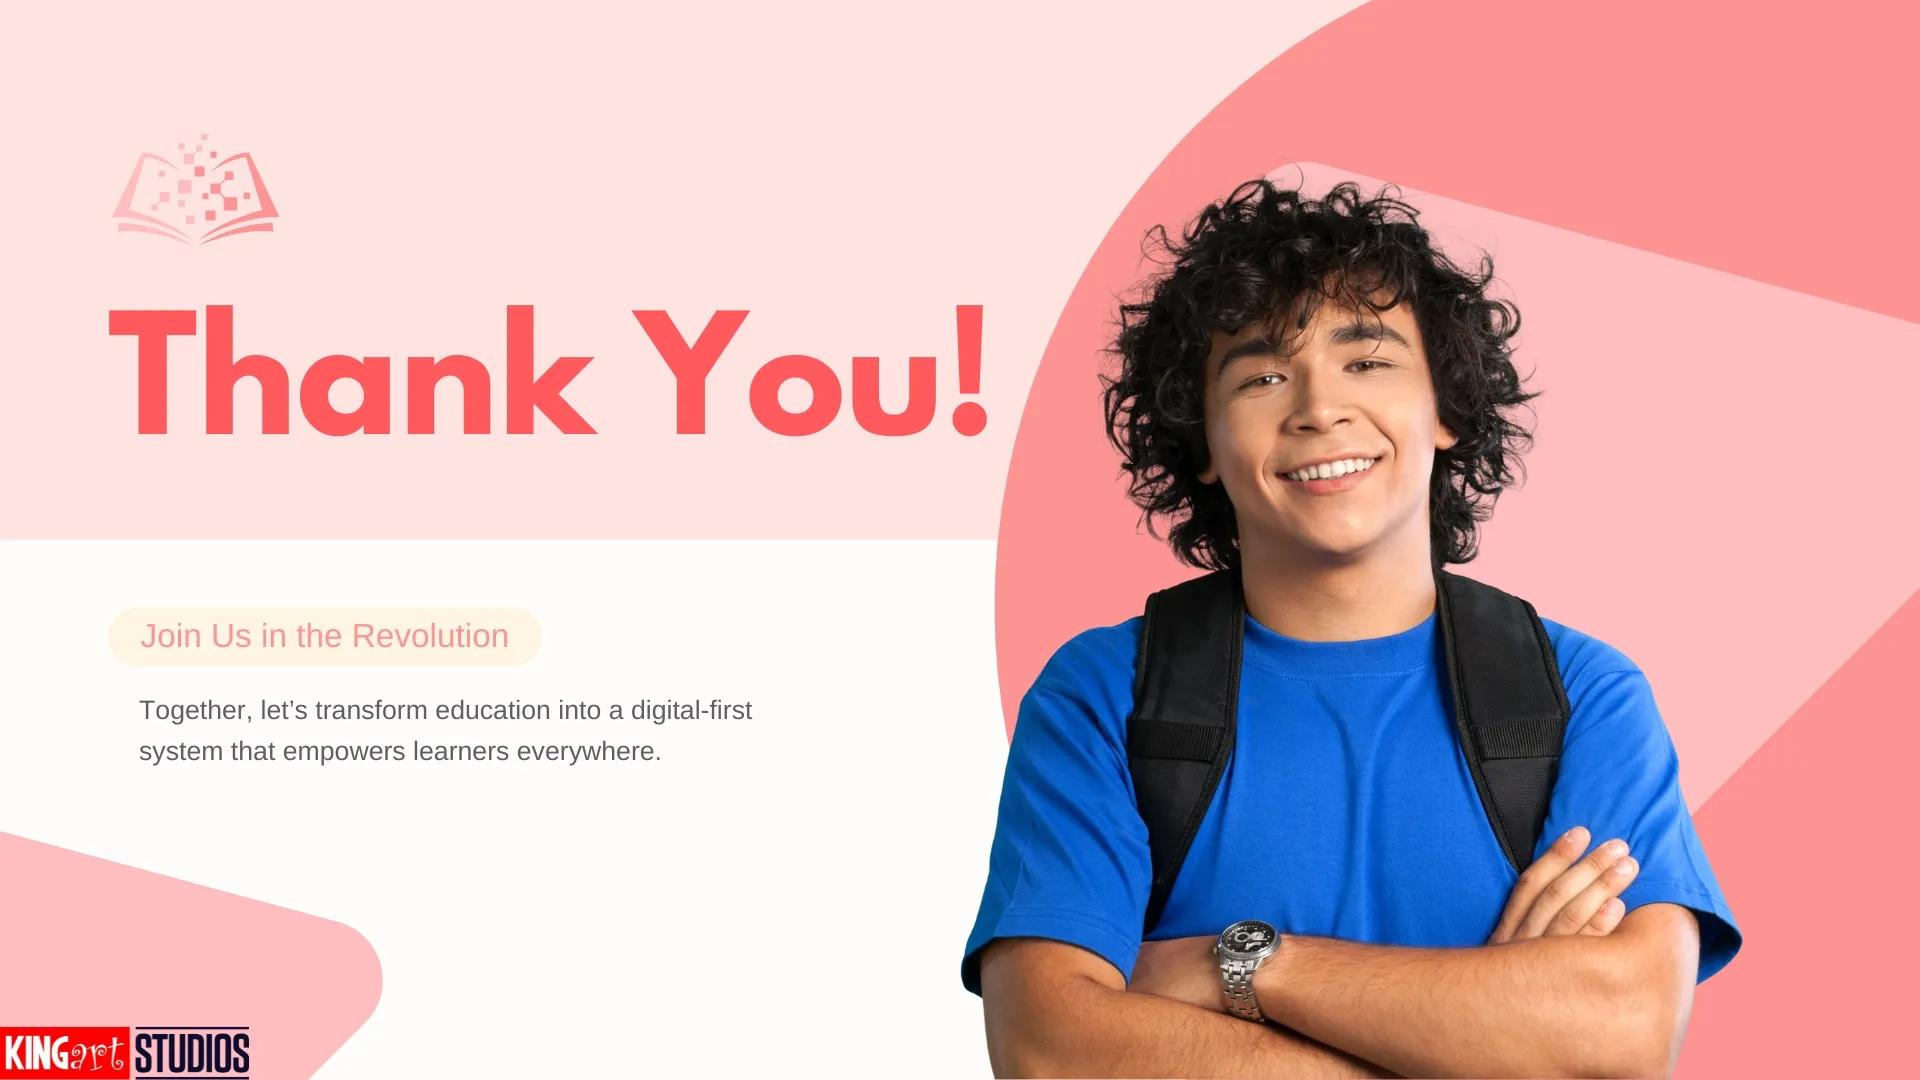 Thank You!
Join Us in the Revolution
Together, let’s transform education into a digital-first
system that empowers learners everywhere.
KINGart STUDIOS